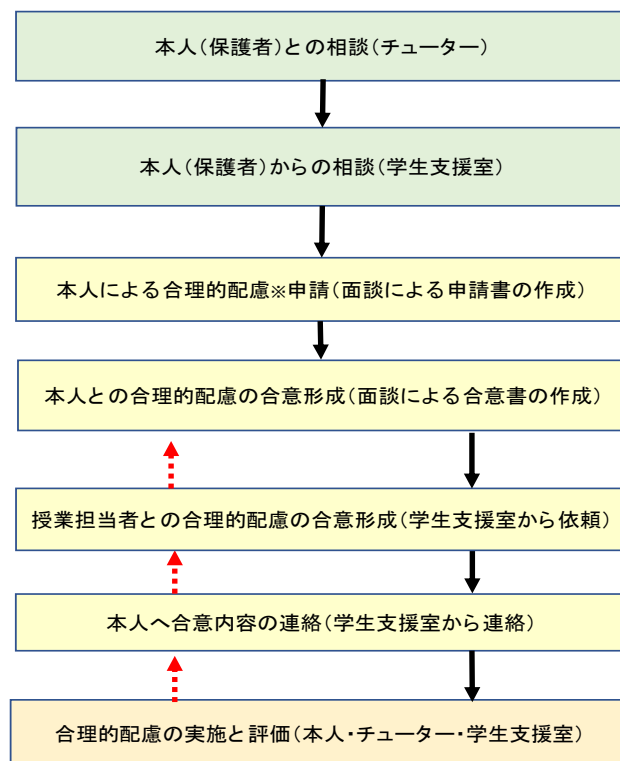 本人(保護者)との相談(チューター)
本人(保護者)からの相談(学生支援室)
本人による合理的配慮※申請(面談による申請書の作成)
本人との合理的配慮の合意形成(面談による合意書の作成)
授業担当者との合理的配慮の合意形成(学生支援室から依頼)
本人へ合意内容の連絡(学生支援室から連絡)
合理的配慮の実施と評価(本人・チューター・学生支援室)